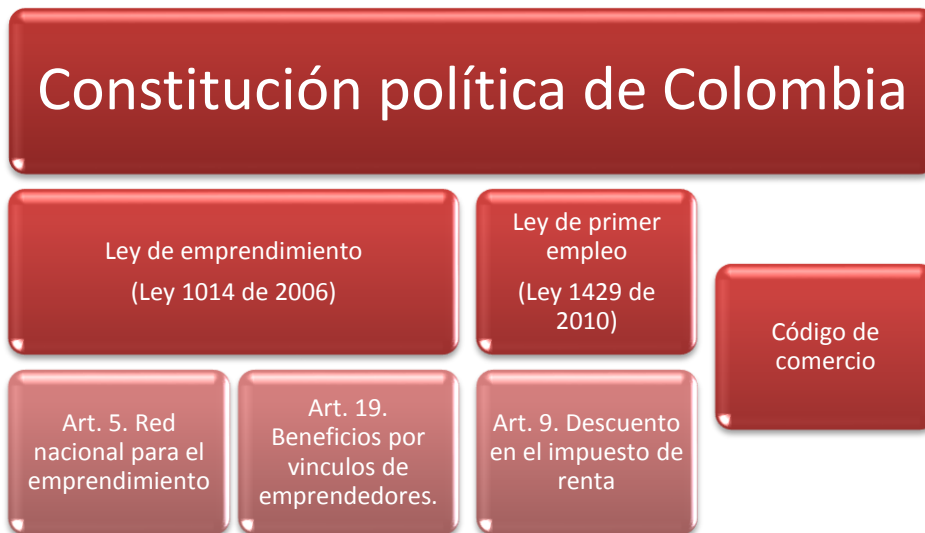 Constitución política de Colombia
Ley de emprendimiento
(Ley 1014 de 2006)
Ley de primer
empleo
(Ley 1429 de
2010)
Código de
comercio
Art. 5. Red
nacional para el
emprendimiento
Art. 19.
Beneficios por
vinculos de
emprendedores.
Art. 9. Descuento
en el impuesto de
renta